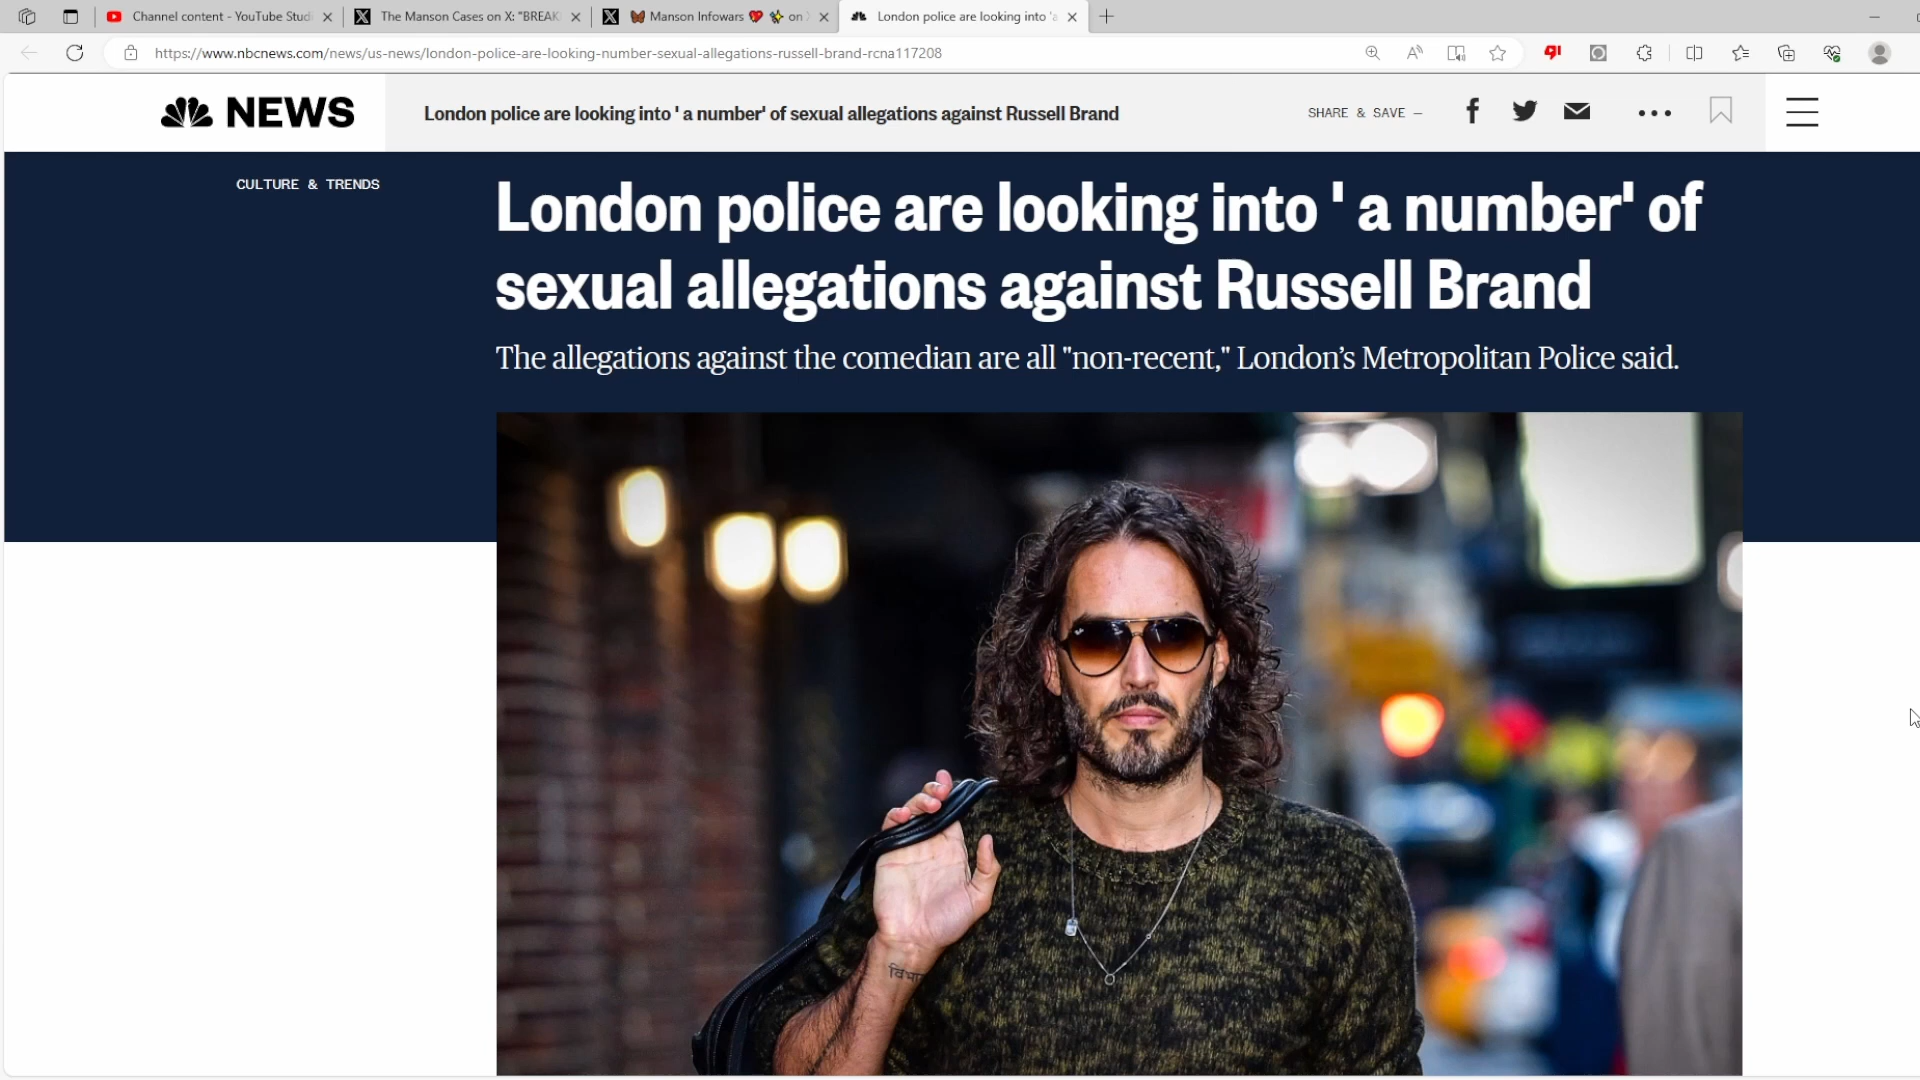 Channel content - YouTube Studi
The Manson Cases on X: "BREAK
🦋 Manson Infowars 💖 ✨ on
London police are looking into 'a
https://www.nbcnews.com/news/us-news/london-police-are-looking-number-sexual-allegations-russell-brand-rcna117208
NEWS
London police are looking into ' a number' of sexual allegations against Russell Brand
SHARE & SAVE —
CULTURE & TRENDS
London police are looking into ' a number' of
sexual allegations against Russell Brand
The allegations against the comedian are all "non-recent," London’s Metropolitan Police said.